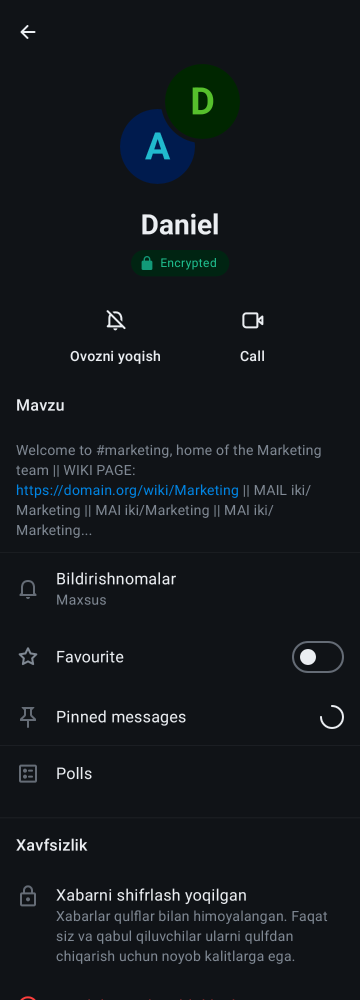 D
A
Daniel
Encrypted
Ovozni yoqish
Call
Mavzu
Welcome to #marketing, home of the Marketing
team || WIKI PAGE:
https://domain.org/wiki/Marketing || MAIL iki/
Marketing || MAI iki/Marketing || MAI iki/
Marketing...
Bildirishnomalar
Maxsus
Favourite
Pinned messages
Polls
Xavfsizlik
Xabarni shifrlash yoqilgan
Xabarlar qulflar bilan himoyalangan. Faqat
siz va qabul qiluvchilar ularni qulfdan
chiqarish uchun noyob kalitlarga ega.